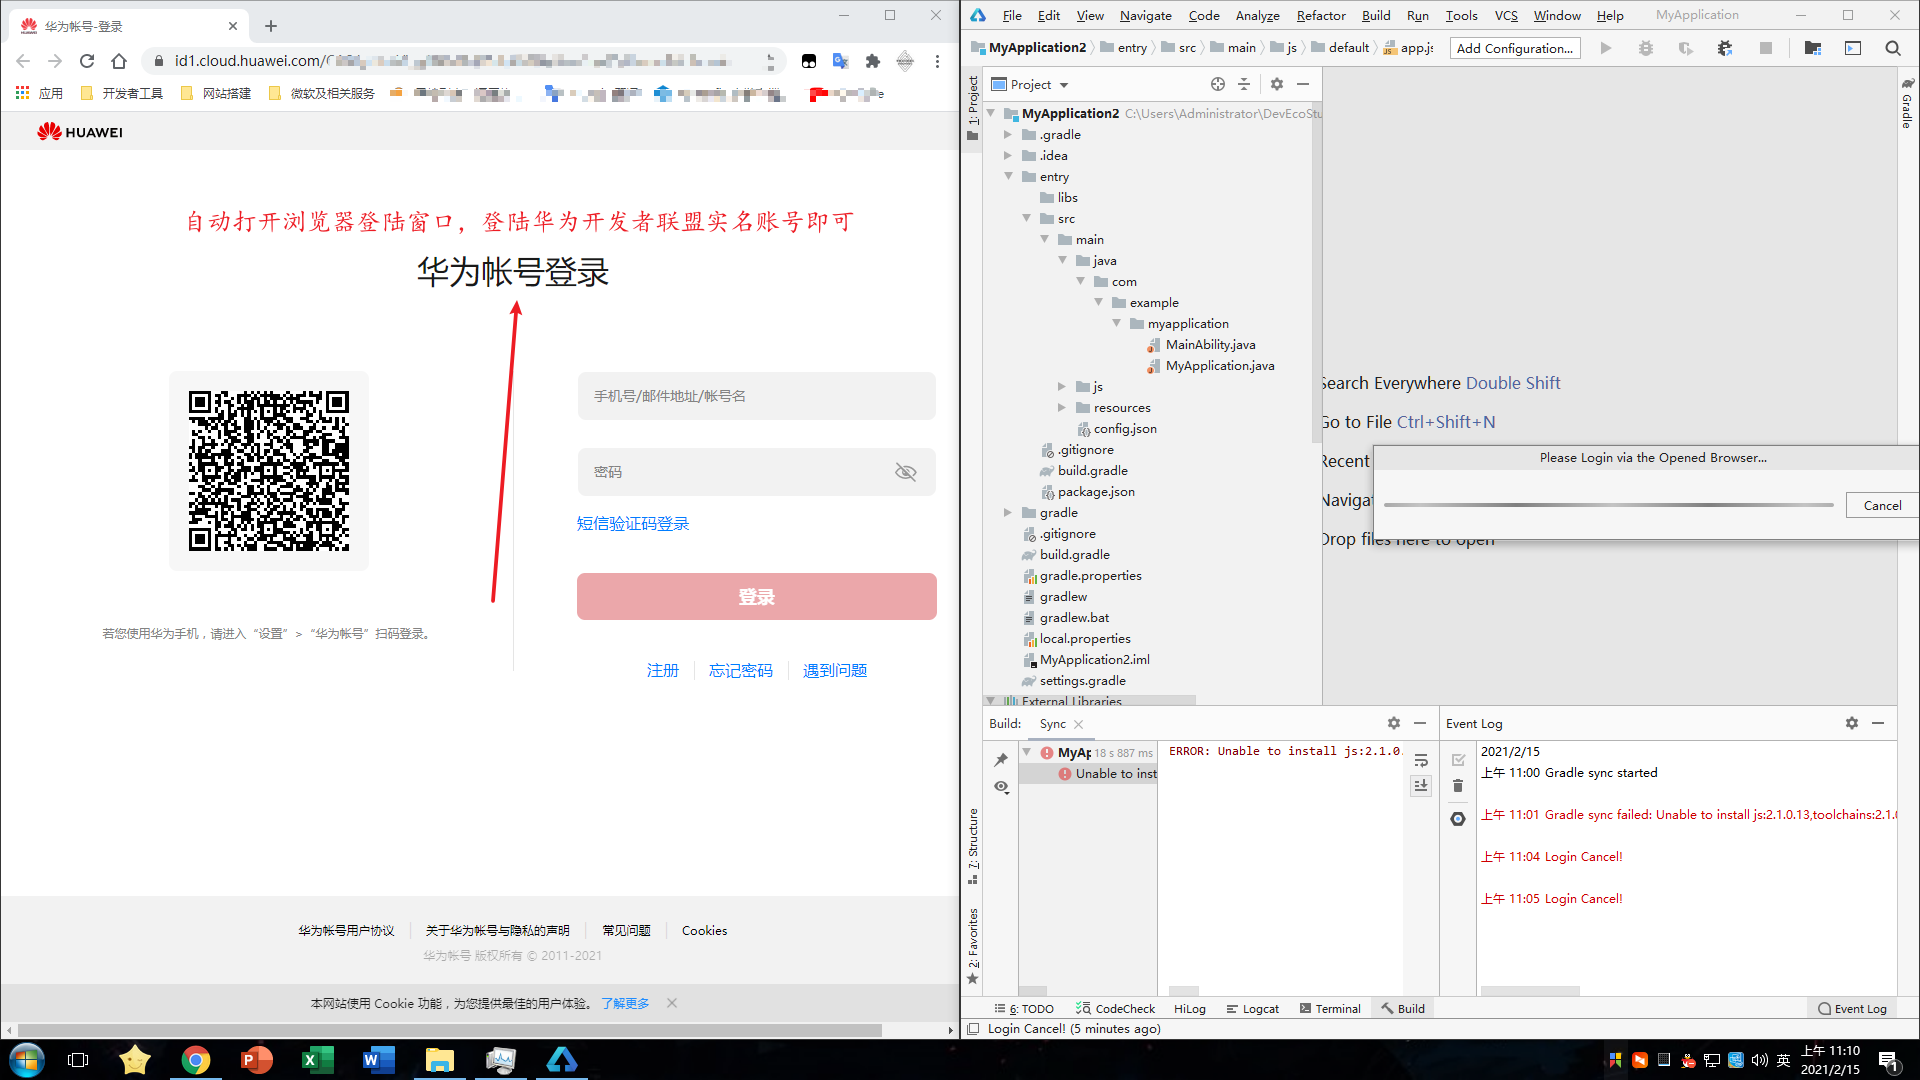 华为帐号-登录
id1.cloud.huawei.com/
应用
开发者工具
网站搭建
微软及相关服务
HUAWEI
自动打开浏览器登陆窗口，登陆华为开发者联盟实名账号即可
华为帐号登录
手机号/邮件地址/帐号名
密码
短信验证码登录
登录
若您使用华为手机，请进入“设置”>“华为帐号”扫码登录。
注册
忘记密码
遇到问题
华为帐号用户协议
关于华为帐号与隐私的声明
常见问题
Cookies
华为帐号 版权所有 © 2011-2021
本网站使用 Cookie 功能，为您提供最佳的用户体验。 了解更多
File Edit View Navigate Code Analyze Refactor Build Run Tools VCS Window Help MyApplication
MyApplication2 entry src main js default app.js
Add Configuration...
Project
1: Project
Gradle
MyApplication2 C:\Users\Administrator\DevEcoStu
.gradle
.idea
entry
libs
src
main
java
com
example
myapplication
MainAbility.java
MyApplication.java
js
resources
config.json
.gitignore
build.gradle
package.json
gradle
.gitignore
build.gradle
gradle.properties
gradlew
gradlew.bat
local.properties
MyApplication2.iml
settings.gradle
External Libraries
Search Everywhere Double Shift
Go to File Ctrl+Shift+N
Recent
Navigat
Drop files here to open
Please Login via the Opened Browser...
Cancel
Build: Sync
MyAp 18 s 887 ms
Unable to inst
ERROR: Unable to install js:2.1.0.
Event Log
2021/2/15
上午 11:00 Gradle sync started
上午 11:01 Gradle sync failed: Unable to install js:2.1.0.13,toolchains:2.1.0
上午 11:04 Login Cancel!
上午 11:05 Login Cancel!
7: Structure
2: Favorites
6: TODO CodeCheck HiLog Logcat Terminal Build
Event Log
Login Cancel! (5 minutes ago)
英
上午 11:10
2021/2/15
1